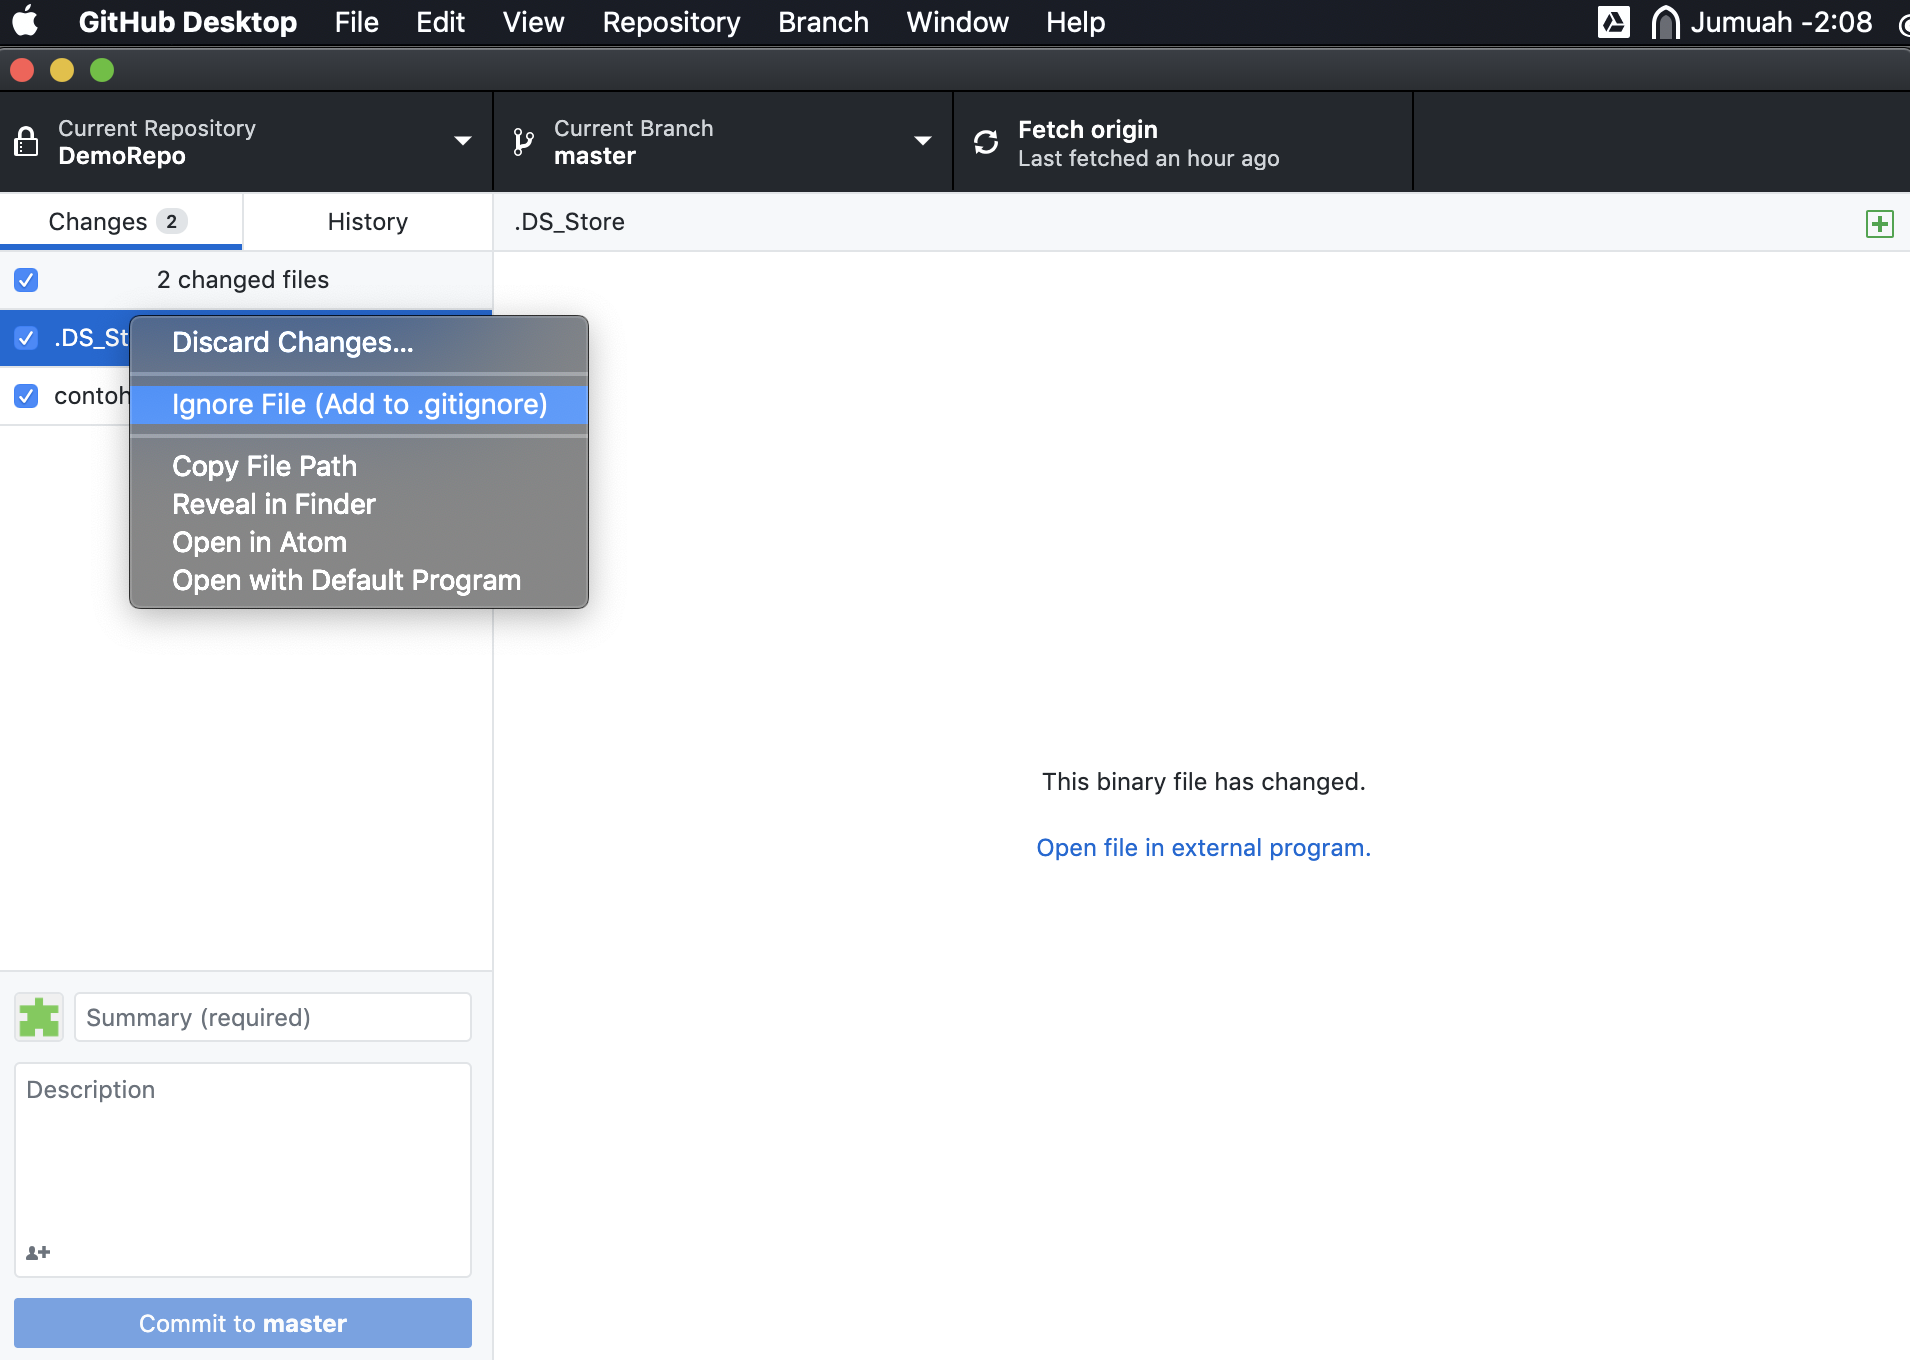 GitHub Desktop File Edit View Repository Branch Window Help Jumuah -2:08
Current Repository
DemoRepo
Current Branch
master
Fetch origin
Last fetched an hour ago
Changes 2
History
.DS_Store
2 changed files
.DS_St
contoh
Discard Changes...
Ignore File (Add to .gitignore)
Copy File Path
Reveal in Finder
Open in Atom
Open with Default Program
This binary file has changed.
Open file in external program.
Summary (required)
Description
Commit to master